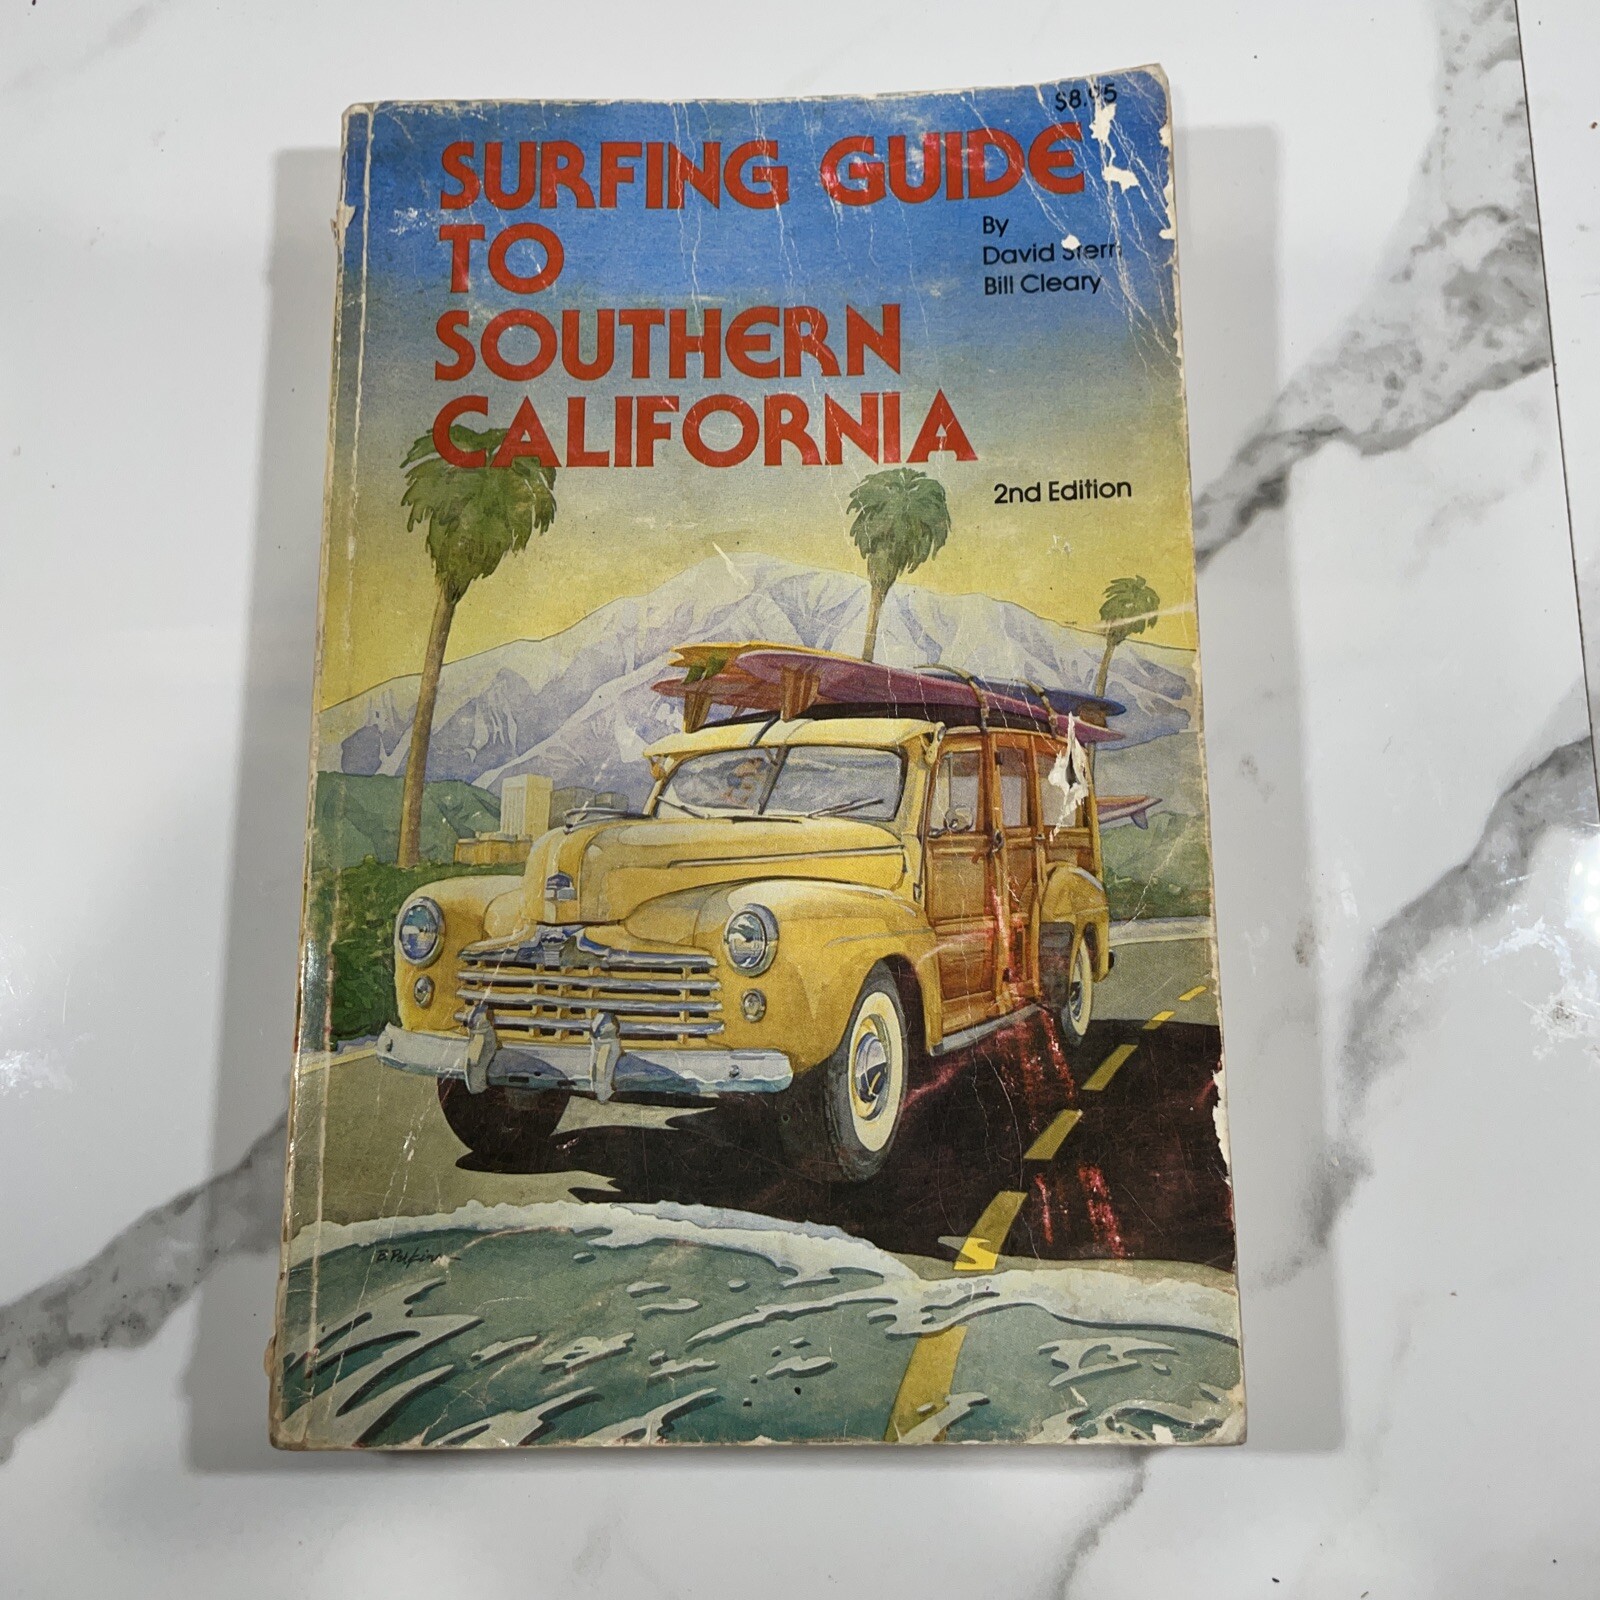 $8.95
SURFING GUIDE
TO
SOUTHERN
CALIFORNIA
By
David Stern
Bill Cleary
2nd Edition